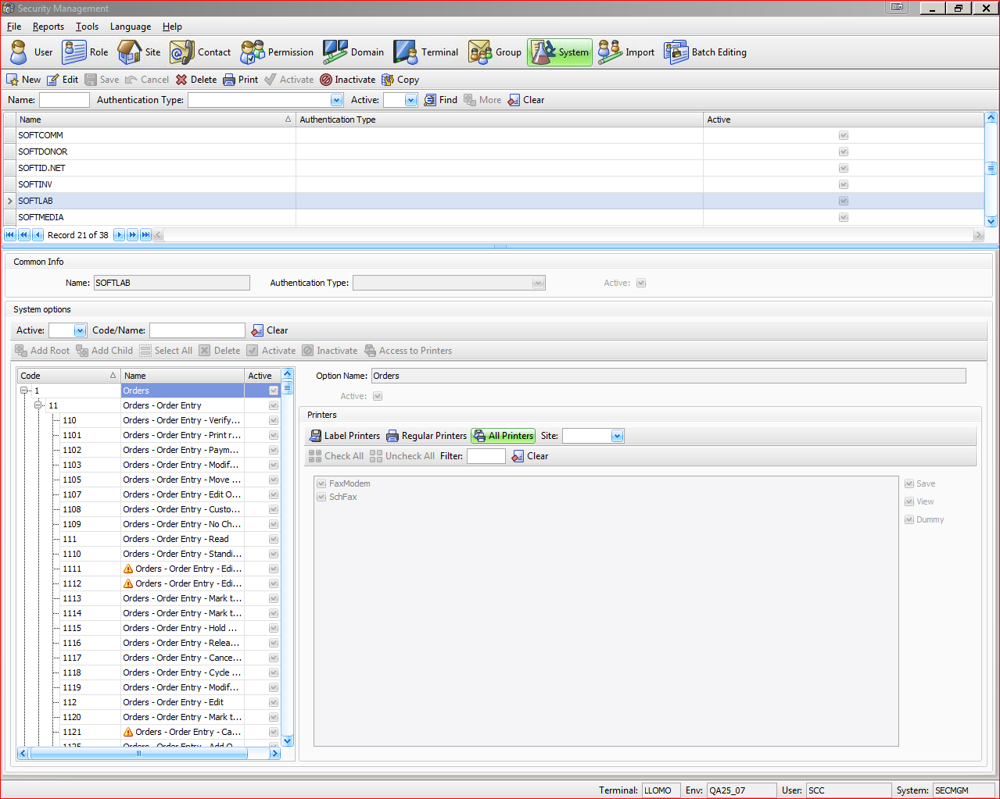 Security Management
File Reports Tools Language Help
User Role Site Contact Permission Domain Terminal Group System Import Batch Editing
New Edit Save Cancel Delete Print Activate Inactivate Copy
Name: Authentication Type: Active: Find More Clear
Name Authentication Type Active
SOFTCOMM
SOFTDONOR
SOFTID.NET
SOFTINV
SOFTLAB
SOFTMEDIA
Record 21 of 38
Common Info
Name: SOFTLAB Authentication Type: Active:
System options
Active: Code/Name: Clear
Add Root Add Child Select All Delete Activate Inactivate Access to Printers
Code Name Active
1 Orders
11 Orders - Order Entry
110 Orders - Order Entry - Verify...
1101 Orders - Order Entry - Print r...
1102 Orders - Order Entry - Paym...
1103 Orders - Order Entry - Modif...
1105 Orders - Order Entry - Move ...
1107 Orders - Order Entry - Edit O...
1108 Orders - Order Entry - Custo...
1109 Orders - Order Entry - No Ch...
111 Orders - Order Entry - Read
1110 Orders - Order Entry - Standi...
1111 Orders - Order Entry - Edi...
1112 Orders - Order Entry - Edi...
1113 Orders - Order Entry - Mark t...
1114 Orders - Order Entry - Mark t...
1115 Orders - Order Entry - Hold ...
1116 Orders - Order Entry - Relea...
1117 Orders - Order Entry - Cance...
1118 Orders - Order Entry - Cycle ...
1119 Orders - Order Entry - Modif...
112 Orders - Order Entry - Edit
1120 Orders - Order Entry - Mark t...
1121 Orders - Order Entry - Ca...
1125 Orders - Order Entry - Add O...
Option Name: Orders
Active:
Printers
Label Printers Regular Printers All Printers Site:
Check All Uncheck All Filter: Clear
FaxModem
SchFax
Save
View
Dummy
Terminal: LLOMO Env: QA25_07 User: SCC System: SECMGM